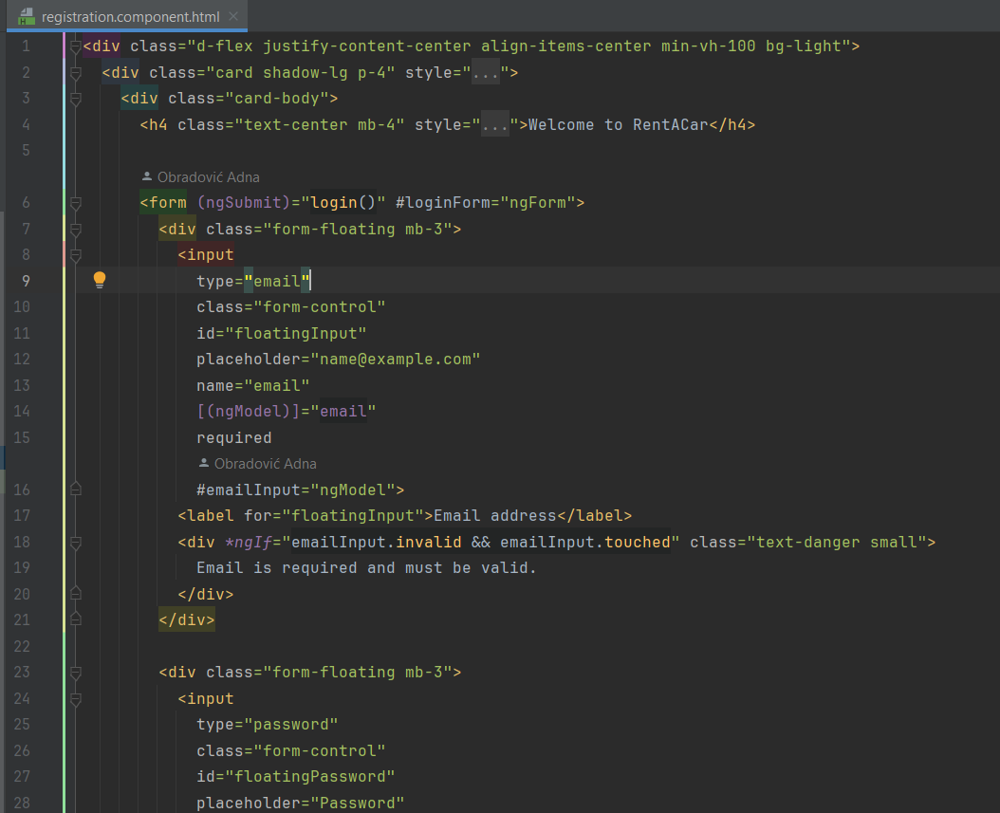 registration.component.html
1 <div class="d-flex justify-content-center align-items-center min-vh-100 bg-light">
2 <div class="card shadow-lg p-4" style="...">
3 <div class="card-body">
4 <h4 class="text-center mb-4" style="...">Welcome to RentACar</h4>
5
Obradović Adna
6 <form (ngSubmit)="login()" #loginForm="ngForm">
7 <div class="form-floating mb-3">
8 <input
9 type="email"
10 class="form-control"
11 id="floatingInput"
12 placeholder="name@example.com"
13 name="email"
14 [(ngModel)]="email"
15 required
Obradović Adna
16 #emailInput="ngModel">
17 <label for="floatingInput">Email address</label>
18 <div *ngIf="emailInput.invalid && emailInput.touched" class="text-danger small">
19 Email is required and must be valid.
20 </div>
21 </div>
22
23 <div class="form-floating mb-3">
24 <input
25 type="password"
26 class="form-control"
27 id="floatingPassword"
28 placeholder="Password"